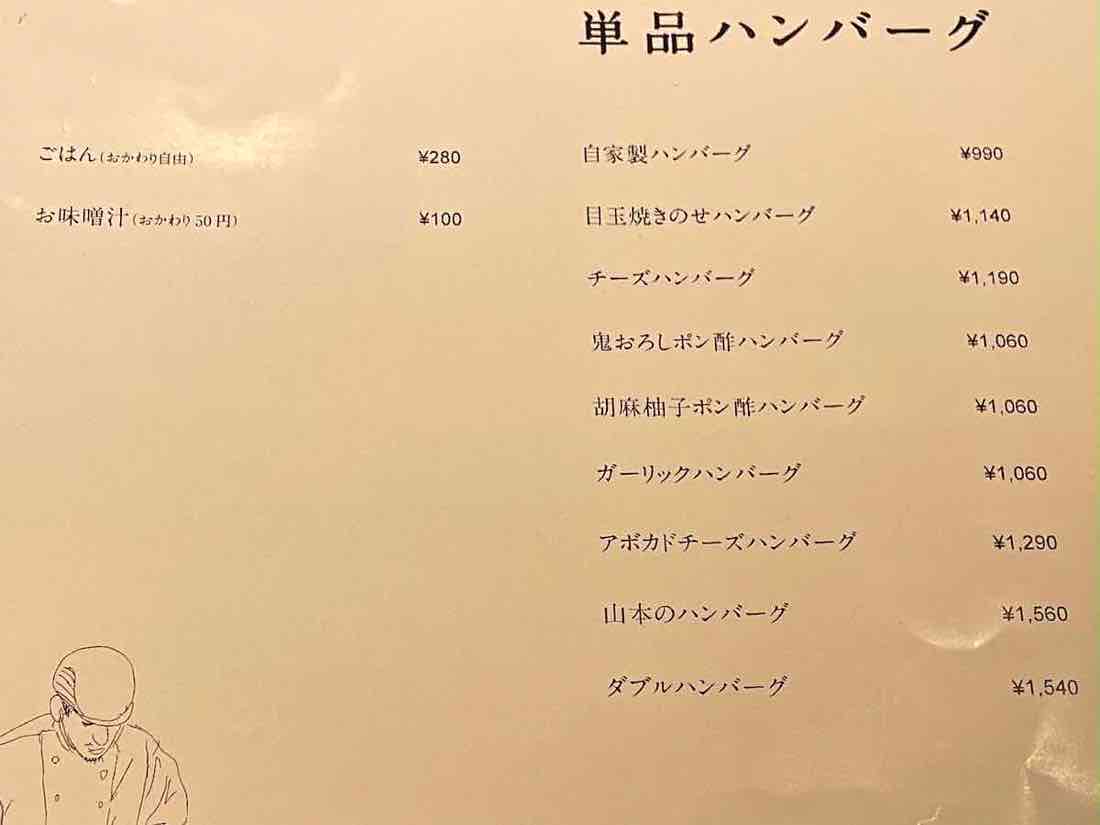 単品ハンバーグ
ごはん(おかわり自由) ¥280
お味噌汁(おかわり50円) ¥100
自家製ハンバーグ ¥990
目玉焼きのせハンバーグ ¥1,140
チーズハンバーグ ¥1,190
鬼おろしポン酢ハンバーグ ¥1,060
胡麻柚子ポン酢ハンバーグ ¥1,060
ガーリックハンバーグ ¥1,060
アボカドチーズハンバーグ ¥1,290
山本のハンバーグ ¥1,560
ダブルハンバーグ ¥1,540